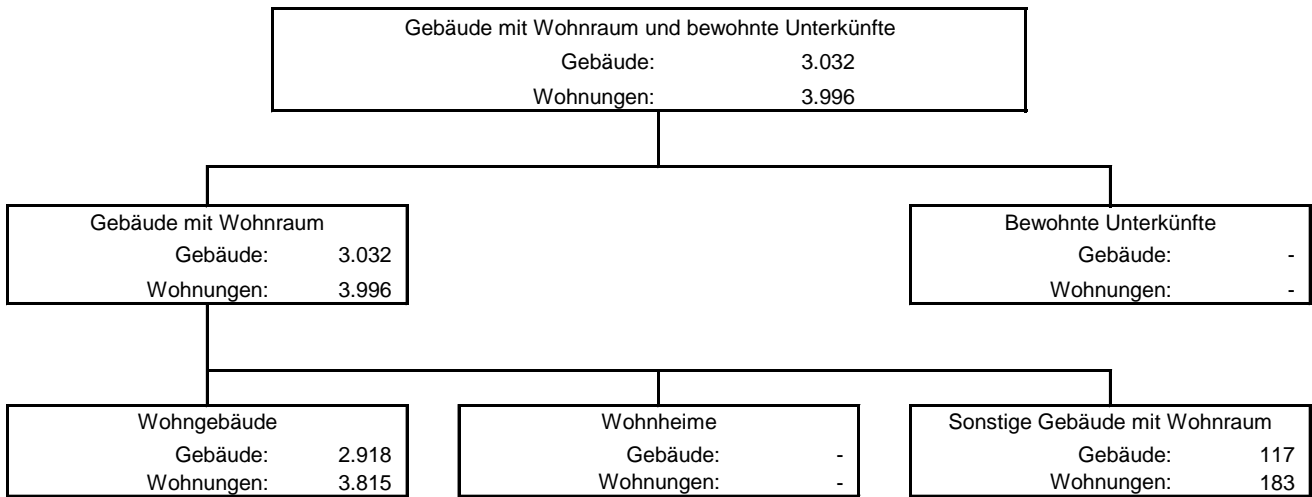 Gebäude mit Wohnraum und bewohnte Unterkünfte
Gebäude: 3.032
Wohnungen: 3.996
Gebäude mit Wohnraum
Gebäude: 3.032
Wohnungen: 3.996
Bewohnte Unterkünfte
Gebäude: -
Wohnungen: -
Wohngebäude
Gebäude: 2.918
Wohnungen: 3.815
Wohnheime
Gebäude: -
Wohnungen: -
Sonstige Gebäude mit Wohnraum
Gebäude: 117
Wohnungen: 183